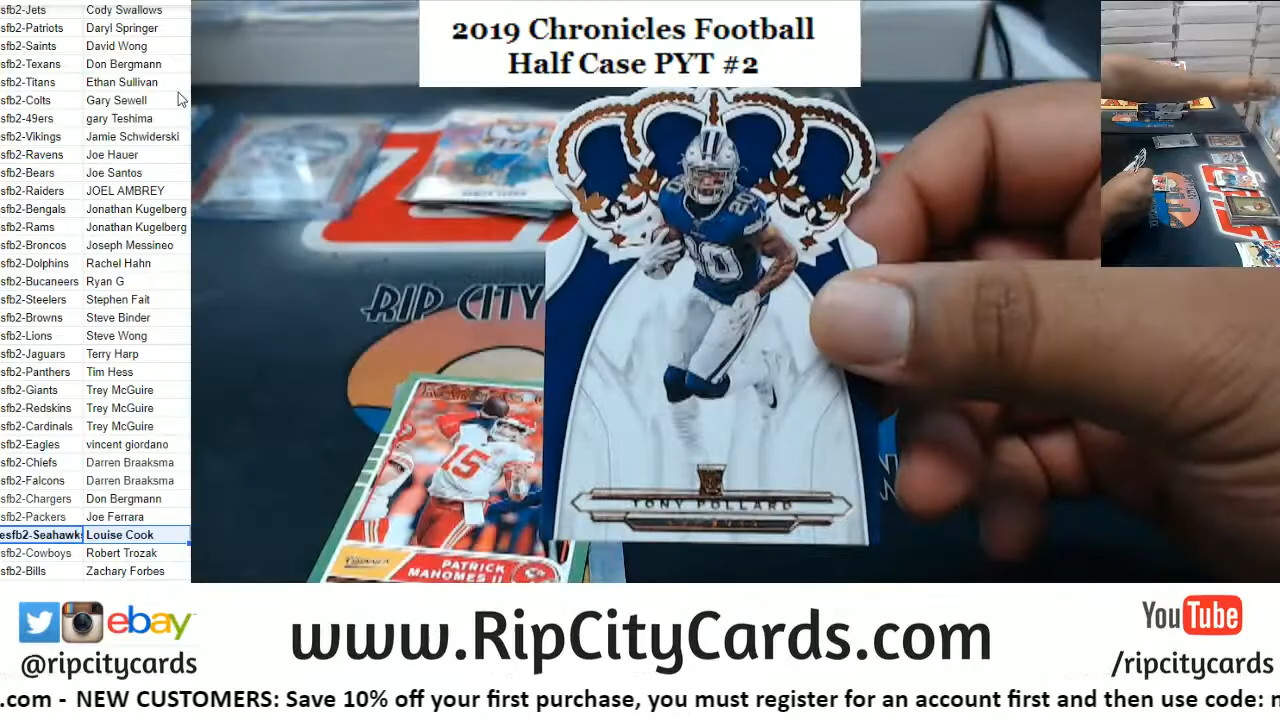 2019 Chronicles Football
Half Case PYT #2
sfb2-Jets Cody Swallows
sfb2-Patriots Daryl Springer
sfb2-Saints David Wong
sfb2-Texans Don Bergmann
sfb2-Titans Ethan Sullivan
sfb2-Colts Gary Sewell
sfb2-49ers gary Teshima
sfb2-Vikings Jamie Schwiderski
sfb2-Ravens Joe Hauer
sfb2-Bears Joe Santos
sfb2-Raiders JOEL AMBREY
sfb2-Bengals Jonathan Kugelberg
sfb2-Rams Jonathan Kugelberg
sfb2-Broncos Joseph Messineo
sfb2-Dolphins Rachel Hahn
sfb2-Bucaneers Ryan G
sfb2-Steelers Stephen Fait
sfb2-Browns Steve Binder
sfb2-Lions Steve Wong
sfb2-Jaguars Terry Harp
sfb2-Panthers Tim Hess
sfb2-Giants Trey McGuire
sfb2-Redskins Trey McGuire
sfb2-Cardinals Trey McGuire
sfb2-Eagles vincent giordano
sfb2-Chiefs Darren Braaksma
sfb2-Falcons Darren Braaksma
sfb2-Chargers Don Bergmann
sfb2-Packers Joe Ferrara
esfb2-Seahawks Louise Cook
sfb2-Cowboys Robert Trozak
sfb2-Bills Zachary Forbes
RIP CITY
20
20
TONY POLLARD
15
PATRICK
MAHOMES II
ebay
@ripcitycards
www.RipCityCards.com
YouTube
/ripcitycards
.com - NEW CUSTOMERS: Save 10% off your first purchase, you must register for an account first and then use code: